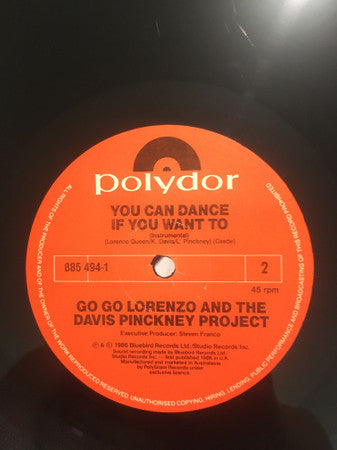 polydor
YOU CAN DANCE
IF YOU WANT TO
(Instrumental)
(Lorenzo Queen/K. Davis/L. Pinckney) (Castle)
885 494-1
2
45 rpm
GO GO LORENZO AND THE
DAVIS PINCKNEY PROJECT
Executive Producer: Steven Franco
℗ & © 1986 Bluebird Records Ltd./Studio Records Inc.
Sound recording made by Bluebird Records Ltd./
Studio Records Inc. — first published 1986 in U.K.
Manufactured and marketed in Australasia
by PolyGram Records under
exclusive licence.
ALL RIGHTS OF THE PRODUCER AND OF THE OWNER OF THE WORK REPRODUCED RESERVED. UNAUTHORISED COPYING, HIRING, LENDING, PUBLIC PERFORMANCE AND BROADCASTING OF THIS RECORD PROHIBITED.